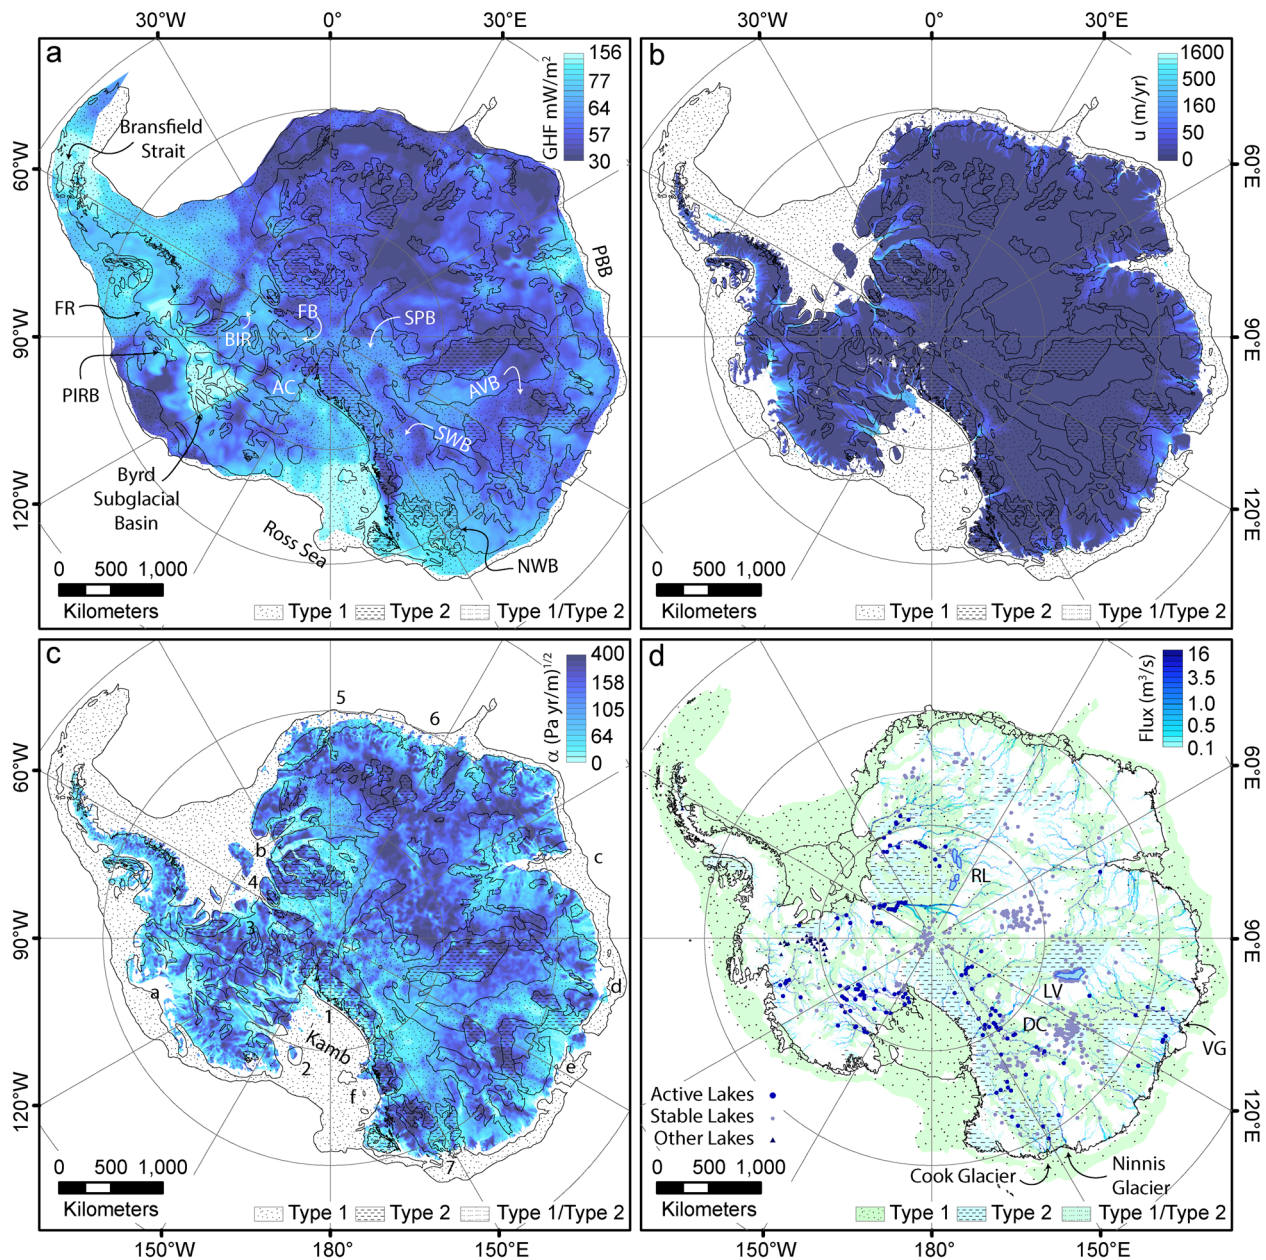 30°W
0°
30°E
30°W
0°
30°E
a
GHF mW/m²
156
77
64
57
30
Bransfield
Strait
60°W
PBB
FR
BIR
FB
SPB
90°W
PIRB
AC
AVB
SWB
Byrd
Subglacial
Basin
120°W
Ross Sea
NWB
0
500
1,000
Kilometers
Type 1
Type 2
Type 1/Type 2
b
u (m/yr)
1600
500
160
50
0
60°E
90°E
120°E
0
500
1,000
Kilometers
Type 1
Type 2
Type 1/Type 2
c
α (Pa yr/m)^1/2
400
158
105
64
0
5
6
60°W
b
c
4
3
90°W
a
d
1
Kamb
2
e
f
120°W
7
0
500
1,000
Kilometers
Type 1
Type 2
Type 1/Type 2
150°W
180°
150°E
d
Flux (m³/s)
16
3.5
1.0
0.5
0.1
60°E
RL
90°E
LV
DC
VG
Active Lakes
Stable Lakes
Other Lakes
120°E
Cook Glacier
Ninnis
Glacier
0
500
1,000
Kilometers
Type 1
Type 2
Type 1/Type 2
150°W
180°
150°E